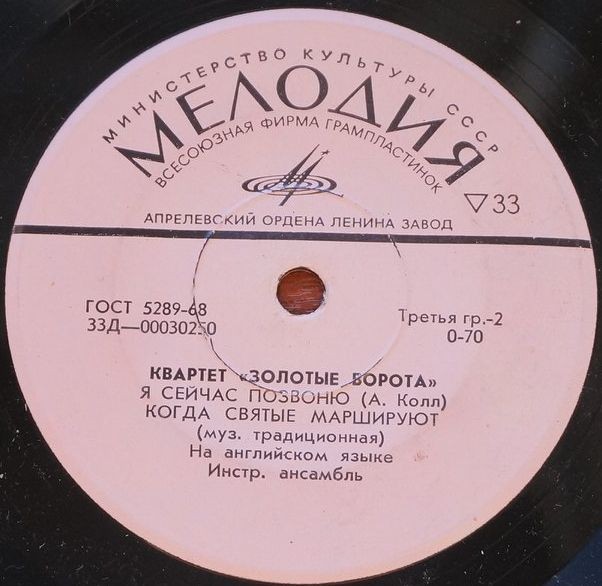 МИНИСТЕРСТВО КУЛЬТУРЫ СССР
МЕЛОДИЯ
ВСЕСОЮЗНАЯ ФИРМА ГРАМПЛАСТИНОК
▽33
АПРЕЛЕВСКИЙ ОРДЕНА ЛЕНИНА ЗАВОД
ГОСТ 5289-68
33Д—00030250
Третья гр.-2
0-70
КВАРТЕТ «ЗОЛОТЫЕ ВОРОТА»
Я СЕЙЧАС ПОЗВОНЮ (А. Колл)
КОГДА СВЯТЫЕ МАРШИРУЮТ
(муз. традиционная)
На английском языке
Инстр. ансамбль